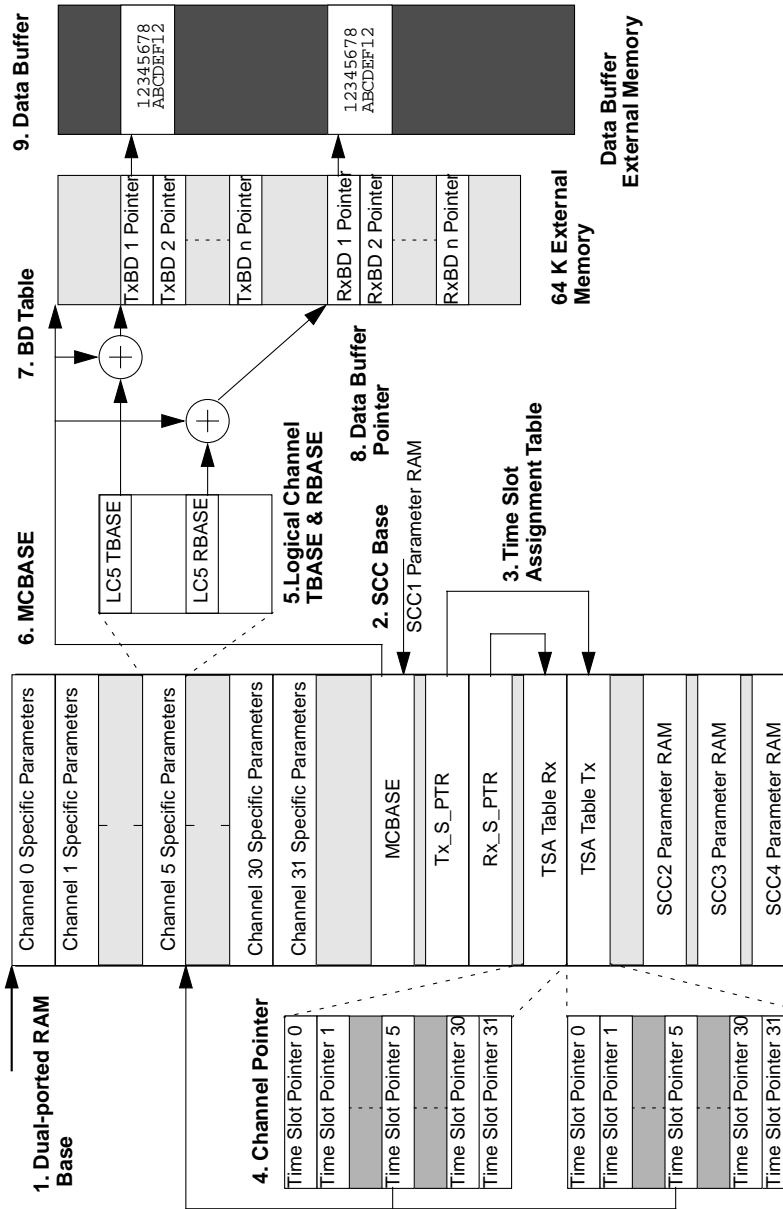 1. Dual-ported RAM
Base
Channel 0 Specific Parameters
Channel 1 Specific Parameters
Channel 5 Specific Parameters
Channel 30 Specific Parameters
Channel 31 Specific Parameters
MCBASE
Tx_S_PTR
Rx_S_PTR
TSA Table Rx
TSA Table Tx
SCC2 Parameter RAM
SCC3 Parameter RAM
SCC4 Parameter RAM
4. Channel Pointer
Time Slot Pointer 0
Time Slot Pointer 1
Time Slot Pointer 5
Time Slot Pointer 30
Time Slot Pointer 31
Time Slot Pointer 0
Time Slot Pointer 1
Time Slot Pointer 5
Time Slot Pointer 30
Time Slot Pointer 31
6. MCBASE
LC5 TBASE
LC5 RBASE
5.Logical Channel
TBASE & RBASE
2. SCC Base
SCC1 Parameter RAM
3. Time Slot
Assignment Table
7. BD Table
TxBD 1 Pointer
TxBD 2 Pointer
TxBD n Pointer
RxBD 1 Pointer
RxBD 2 Pointer
RxBD n Pointer
8. Data Buffer
Pointer
64 K External
Memory
9. Data Buffer
12345678
ABCDEF12
12345678
ABCDEF12
Data Buffer
External Memory